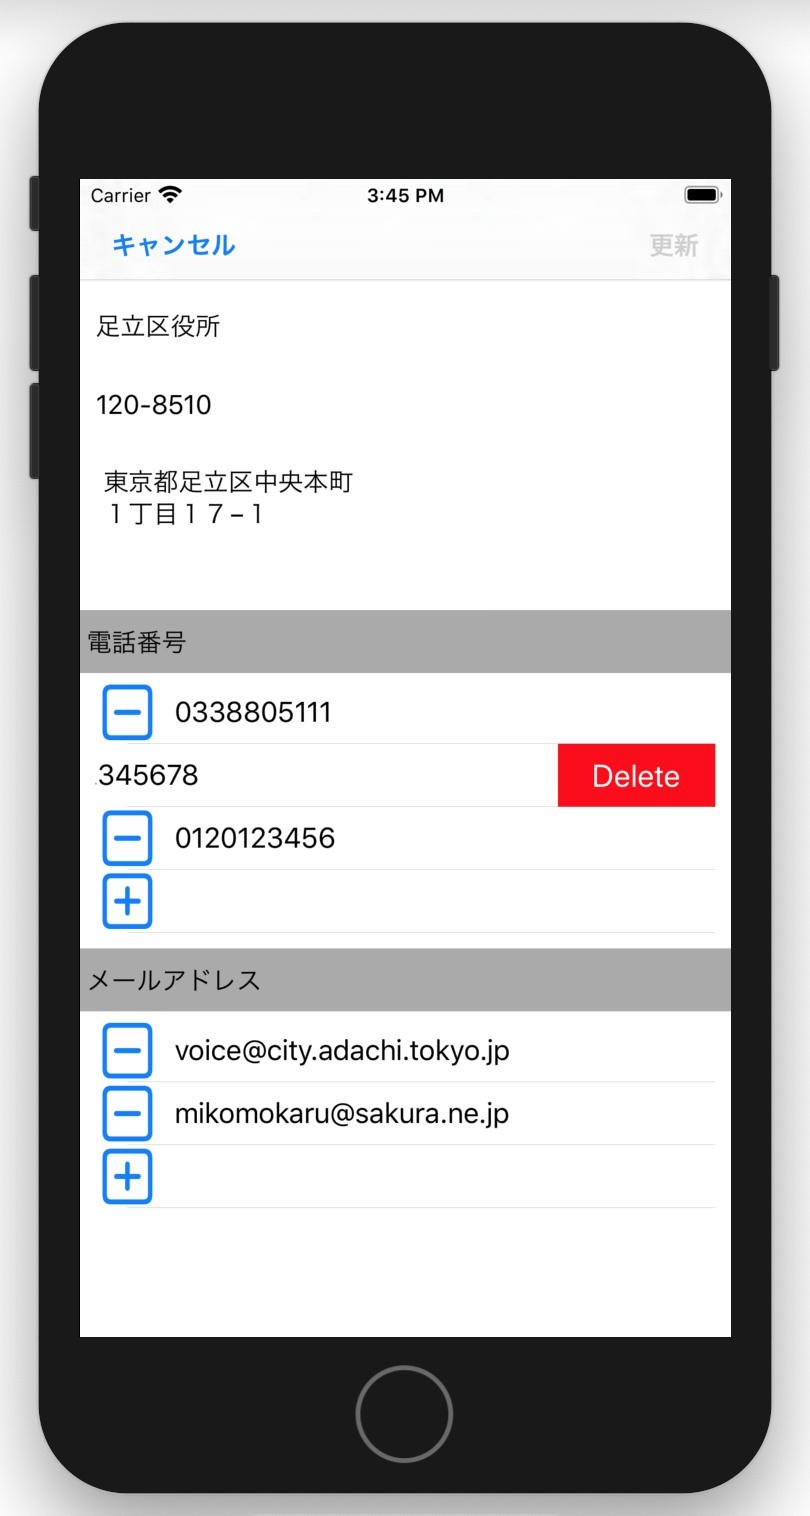 Carrier 3:45 PM
キャンセル 更新
足立区役所
120-8510
東京都足立区中央本町
１丁目１７−１
電話番号
0338805111
345678 Delete
0120123456
メールアドレス
voice@city.adachi.tokyo.jp
mikomokaru@sakura.ne.jp